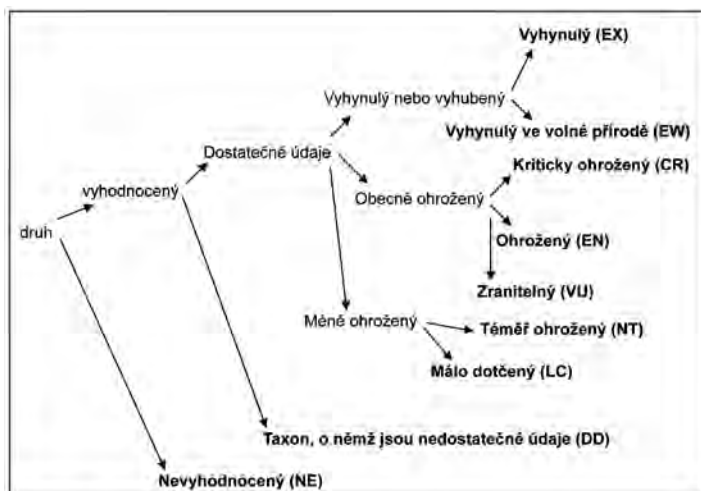 Vyhynulý (EX)
Vyhynulý nebo vyhubený
Vyhynulý ve volné přírodě (EW)
Dostatečné údaje
Kriticky ohrožený (CR)
vyhodnocený
Obecně ohrožený
druh
Ohrožený (EN)
Zranitelný (VU)
Méně ohrožený
Téměř ohrožený (NT)
Málo dotčený (LC)
Taxon, o němž jsou nedostatečné údaje (DD)
Nevyhodnocený (NE)